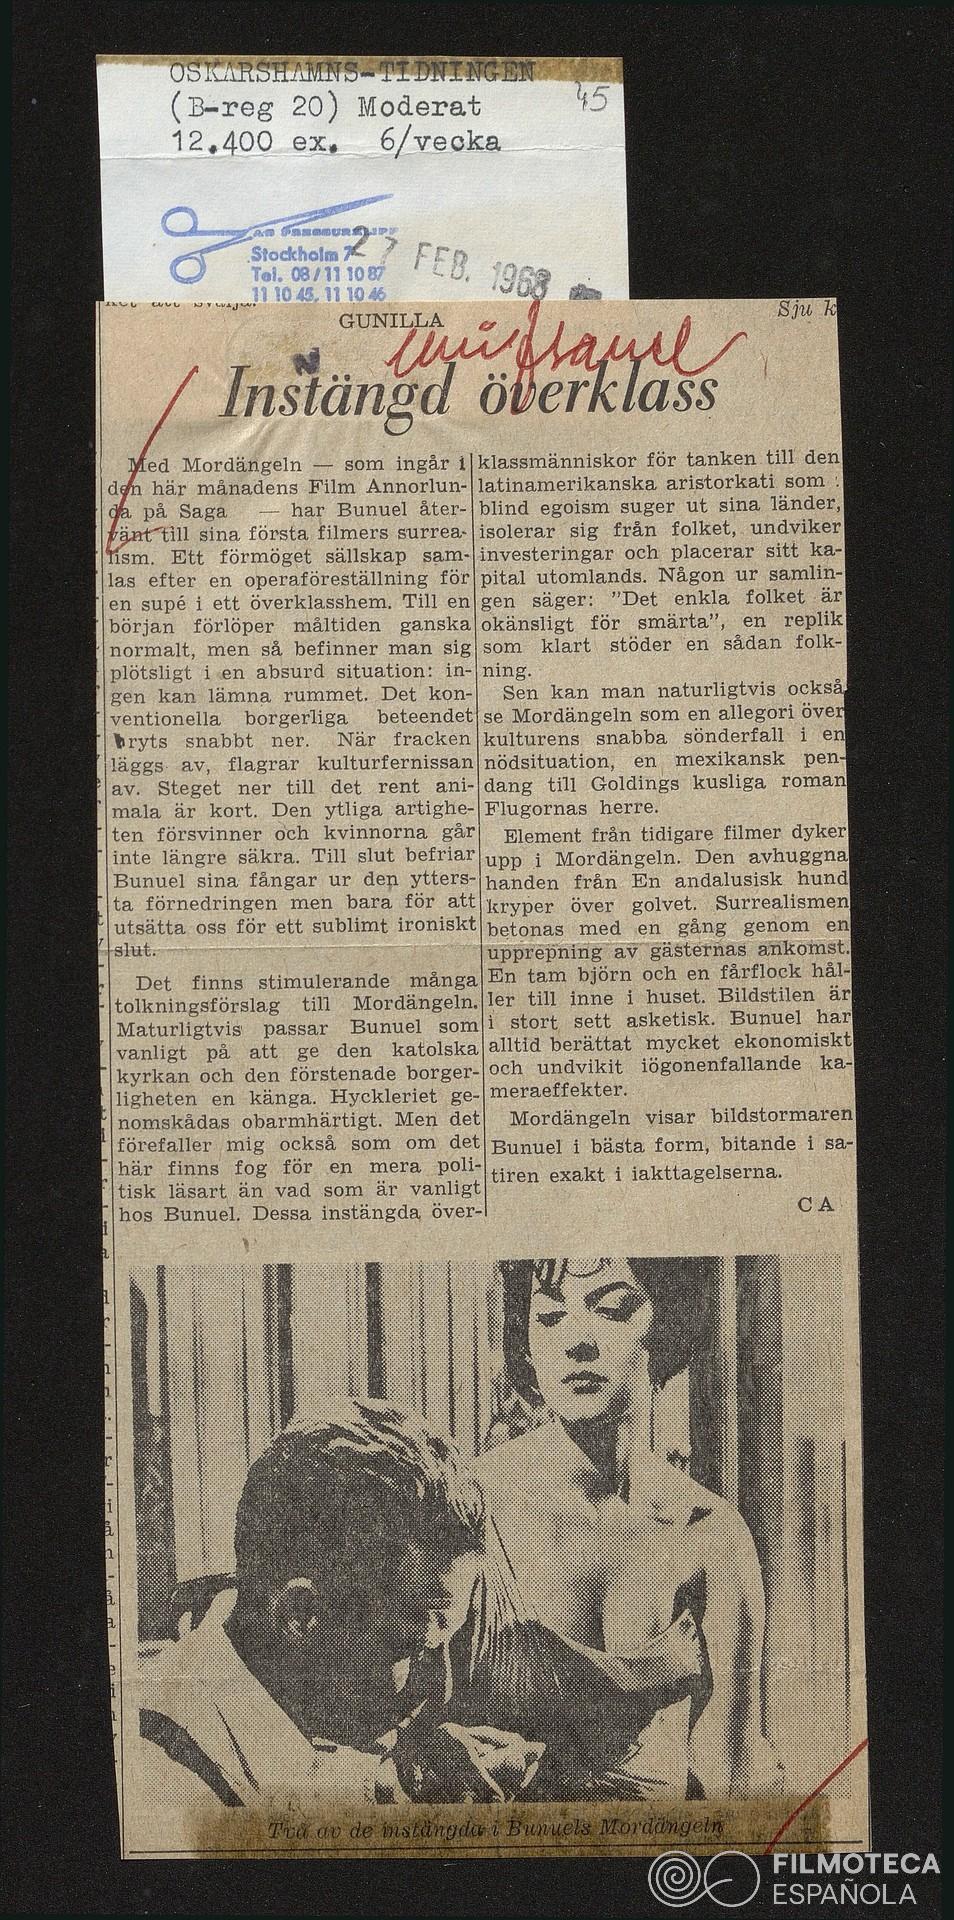 OSKARSHAMNS-TIDNINGEN
(B-reg 20) Moderat
12.400 ex. 6/vecka
45
AB PRESSURKLIPP
Stockholm 7
Tel. 08/11 10 87
11 10 45, 11 10 46
27 FEB. 1968
ket att svälja.
GUNILLA
Sju k
N
Instängd överklass
Med Mordängeln — som ingår i
den här månadens Film Annorlun-
da på Saga — har Bunuel åter-
vänt till sina första filmers surrea-
lism. Ett förmöget sällskap sam-
las efter en operaföreställning för
en supé i ett överklasshem. Till en
början förlöper måltiden ganska
normalt, men så befinner man sig
plötsligt i en absurd situation: in-
gen kan lämna rummet. Det kon-
ventionella borgerliga beteendet
bryts snabbt ner. När fracken
läggs av, flagrar kulturfernissan
av. Steget ner till det rent ani-
mala är kort. Den ytliga artighe-
ten försvinner och kvinnorna går
inte längre säkra. Till slut befriar
Bunuel sina fångar ur den ytters-
ta förnedringen men bara för att
utsätta oss för ett sublimt ironiskt
slut.
Det finns stimulerande många
tolkningsförslag till Mordängeln.
Maturligtvis passar Bunuel som
vanligt på att ge den katolska
kyrkan och den förstenade borger-
ligheten en känga. Hyckleriet ge-
nomskådas obarmhärtigt. Men det
förefaller mig också som om det
här finns fog för en mera poli-
tisk läsart än vad som är vanligt
hos Bunuel. Dessa instängda över-
klassmänniskor för tanken till den
latinamerikanska aristorkati som :
blind egoism suger ut sina länder,
isolerar sig från folket, undviker
investeringar och placerar sitt ka-
pital utomlands. Någon ur samlin-
gen säger: ”Det enkla folket är
okänsligt för smärta”, en replik
som klart stöder en sådan folk-
ning.
Sen kan man naturligtvis också
se Mordängeln som en allegori över
kulturens snabba sönderfall i en
nödsituation, en mexikansk pen-
dang till Goldings kusliga roman
Flugornas herre.
Element från tidigare filmer dyker
upp i Mordängeln. Den avhuggna
handen från En andalusisk hund
kryper över golvet. Surrealismen
betonas med en gång genom en
upprepning av gästernas ankomst.
En tam björn och en fårflock hål-
ler till inne i huset. Bildstilen är
i stort sett asketisk. Bunuel har
alltid berättat mycket ekonomiskt
och undvikit iögonenfallande ka-
meraeffekter.
Mordängeln visar bildstormaren
Bunuel i bästa form, bitande i sa-
tiren exakt i iakttagelserna.
C A
Två av de instängda i Bunuels Mordängeln
FILMOTECA
ESPAÑOLA